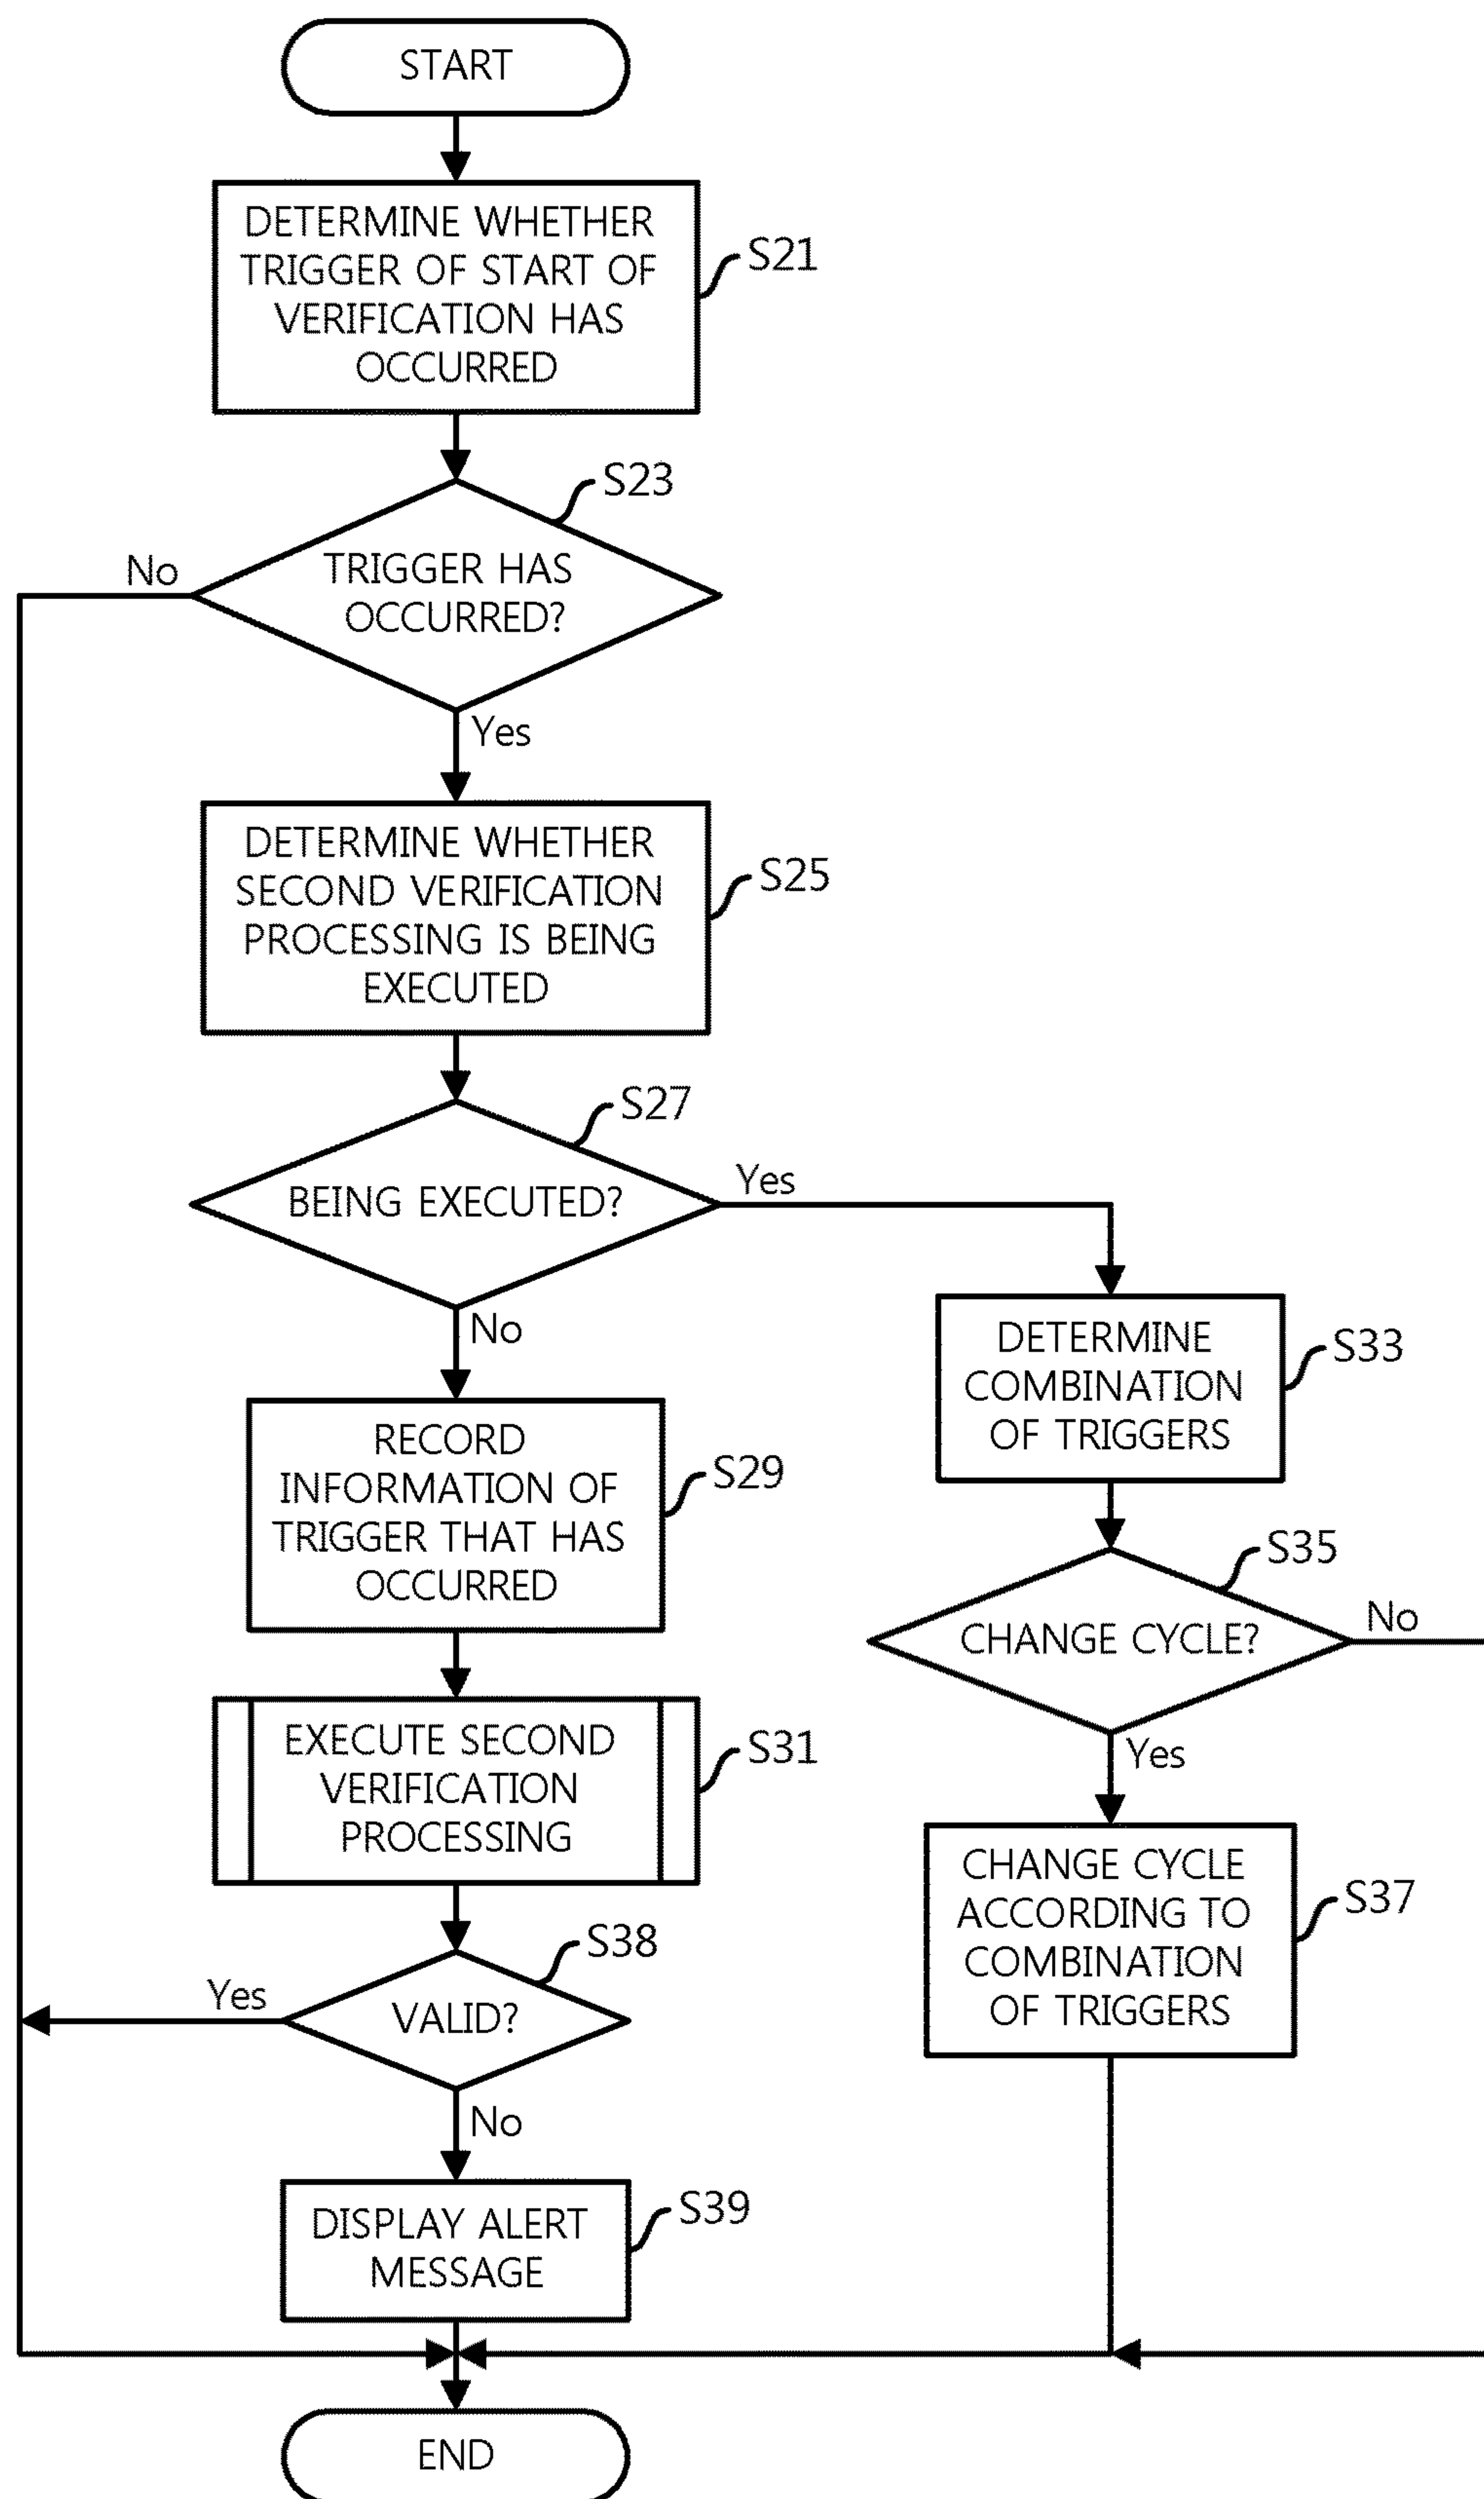 START
DETERMINE WHETHER
TRIGGER OF START OF
VERIFICATION HAS
OCCURRED
S21
S23
TRIGGER HAS
OCCURRED?
No
Yes
DETERMINE WHETHER
SECOND VERIFICATION
PROCESSING IS BEING
EXECUTED
S25
S27
BEING EXECUTED?
Yes
No
RECORD
INFORMATION OF
TRIGGER THAT HAS
OCCURRED
S29
EXECUTE SECOND
VERIFICATION
PROCESSING
S31
S38
VALID?
Yes
No
DISPLAY ALERT
MESSAGE
S39
DETERMINE
COMBINATION
OF TRIGGERS
S33
S35
CHANGE CYCLE?
No
Yes
CHANGE CYCLE
ACCORDING TO
COMBINATION
OF TRIGGERS
S37
END